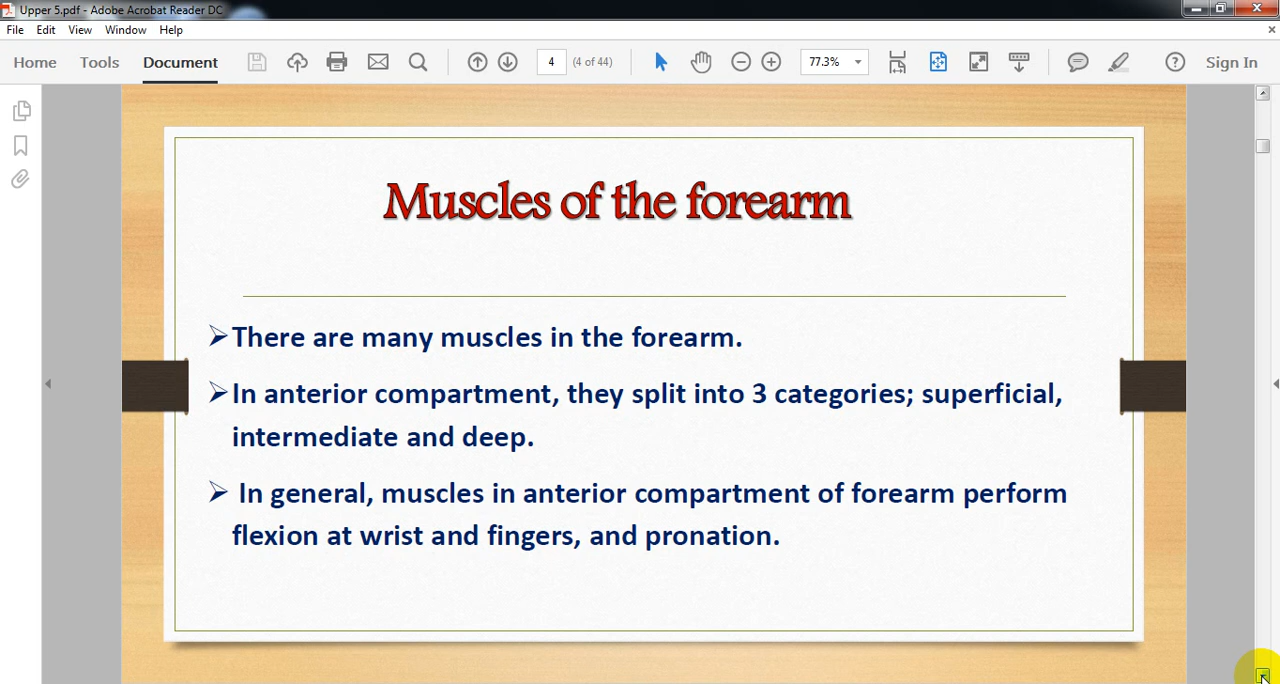 Upper 5.pdf - Adobe Acrobat Reader DC
File Edit View Window Help
Home Tools Document 4 (4 of 44) 77.3% Sign In
Muscles of the forearm
➢There are many muscles in the forearm.
➢In anterior compartment, they split into 3 categories; superficial,
intermediate and deep.
➢ In general, muscles in anterior compartment of forearm perform
flexion at wrist and fingers, and pronation.